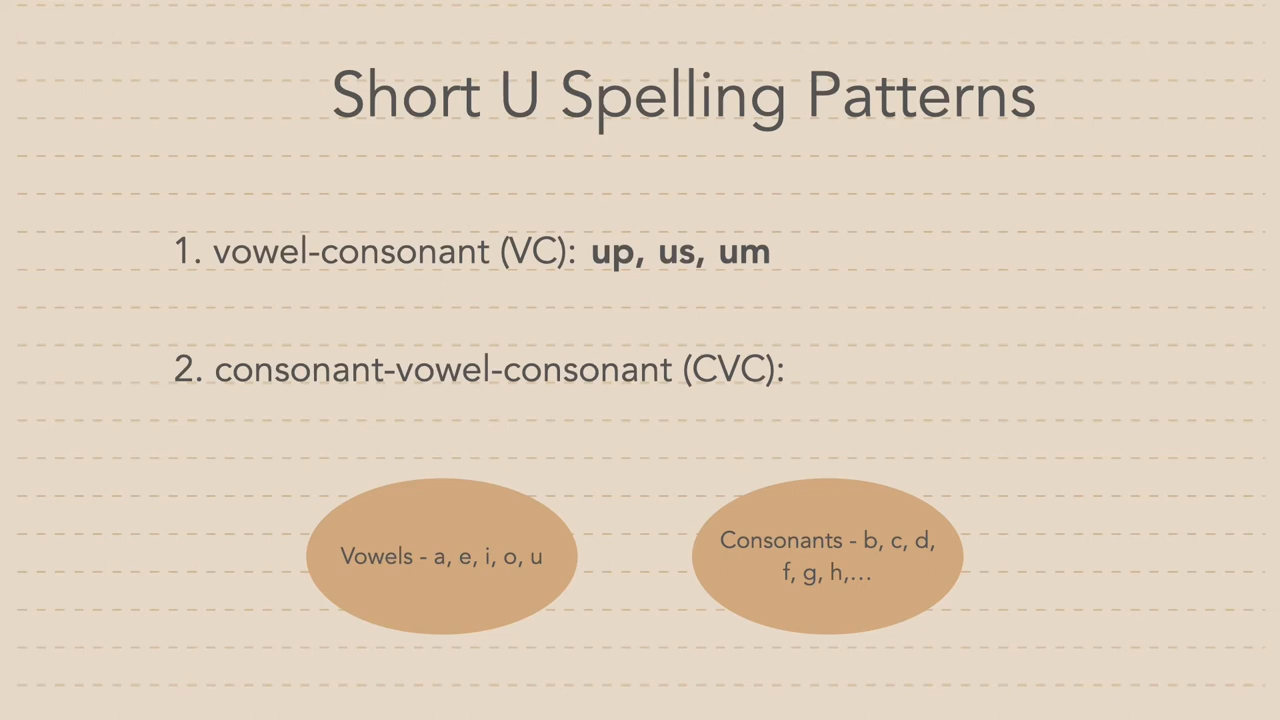 Short U Spelling Patterns
1. vowel-consonant (VC): up, us, um
2. consonant-vowel-consonant (CVC):
Vowels - a, e, i, o, u
Consonants - b, c, d,
f, g, h,...